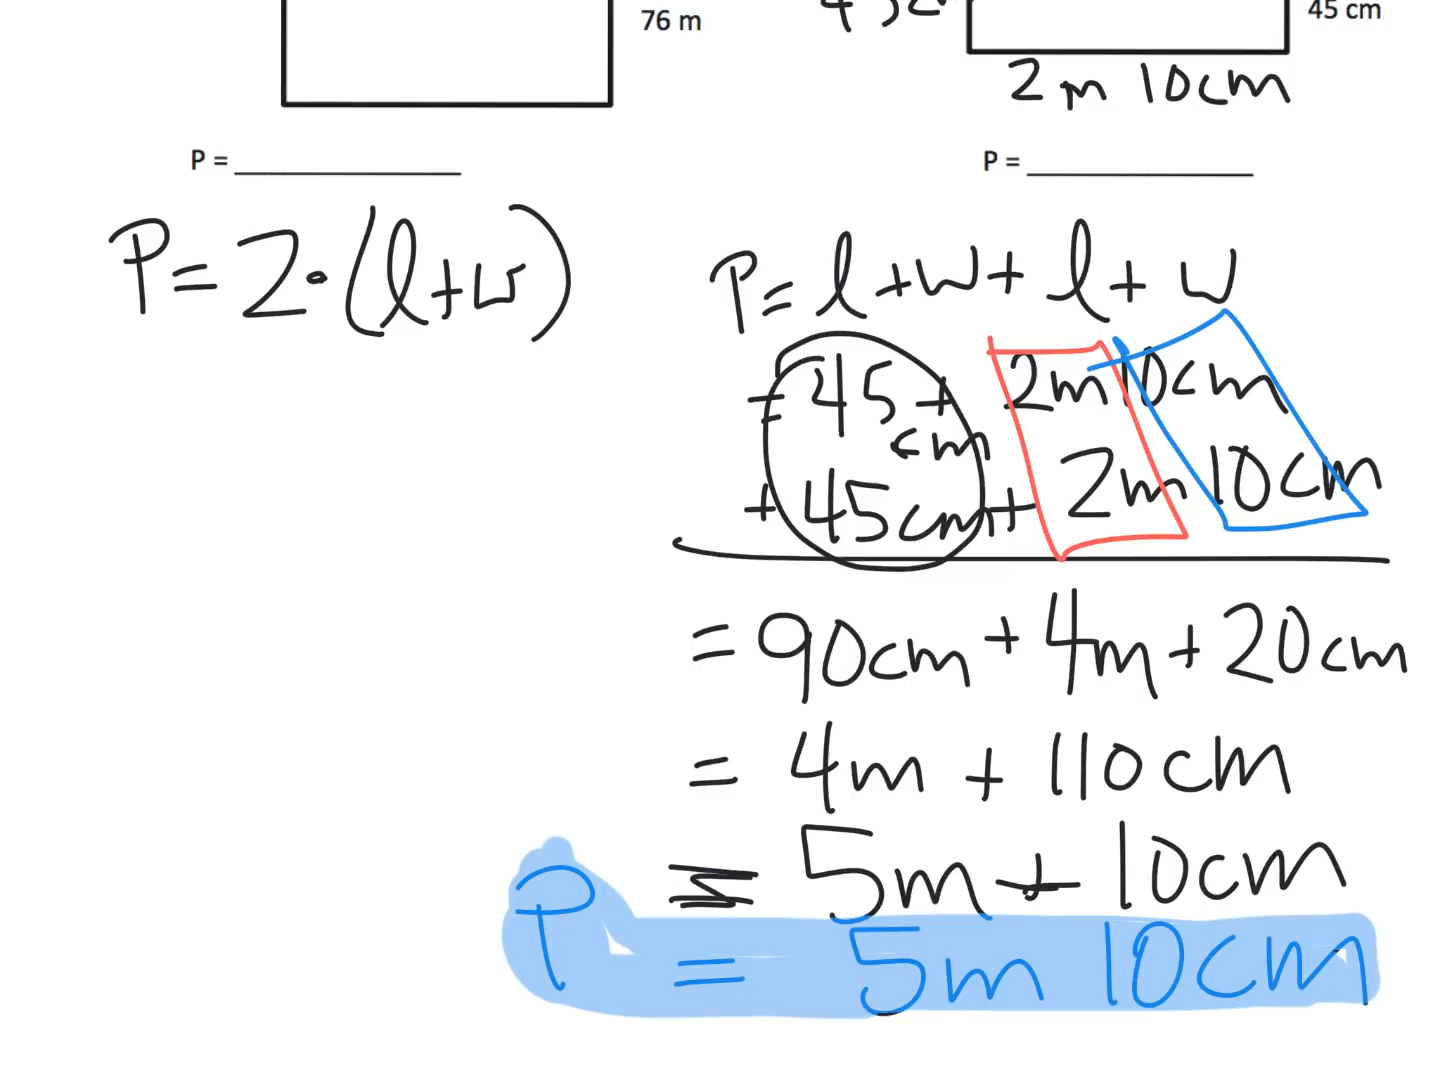 76 m
45 cm
2 m 10cm
P =
P =
P = 2 · (l + w)
P = l + w + l + w
= 45 cm + 2m 10cm
+ 45cm + 2m 10cm
= 90cm + 4m + 20cm
= 4m + 110cm
= 5m + 10cm
P = 5m 10cm